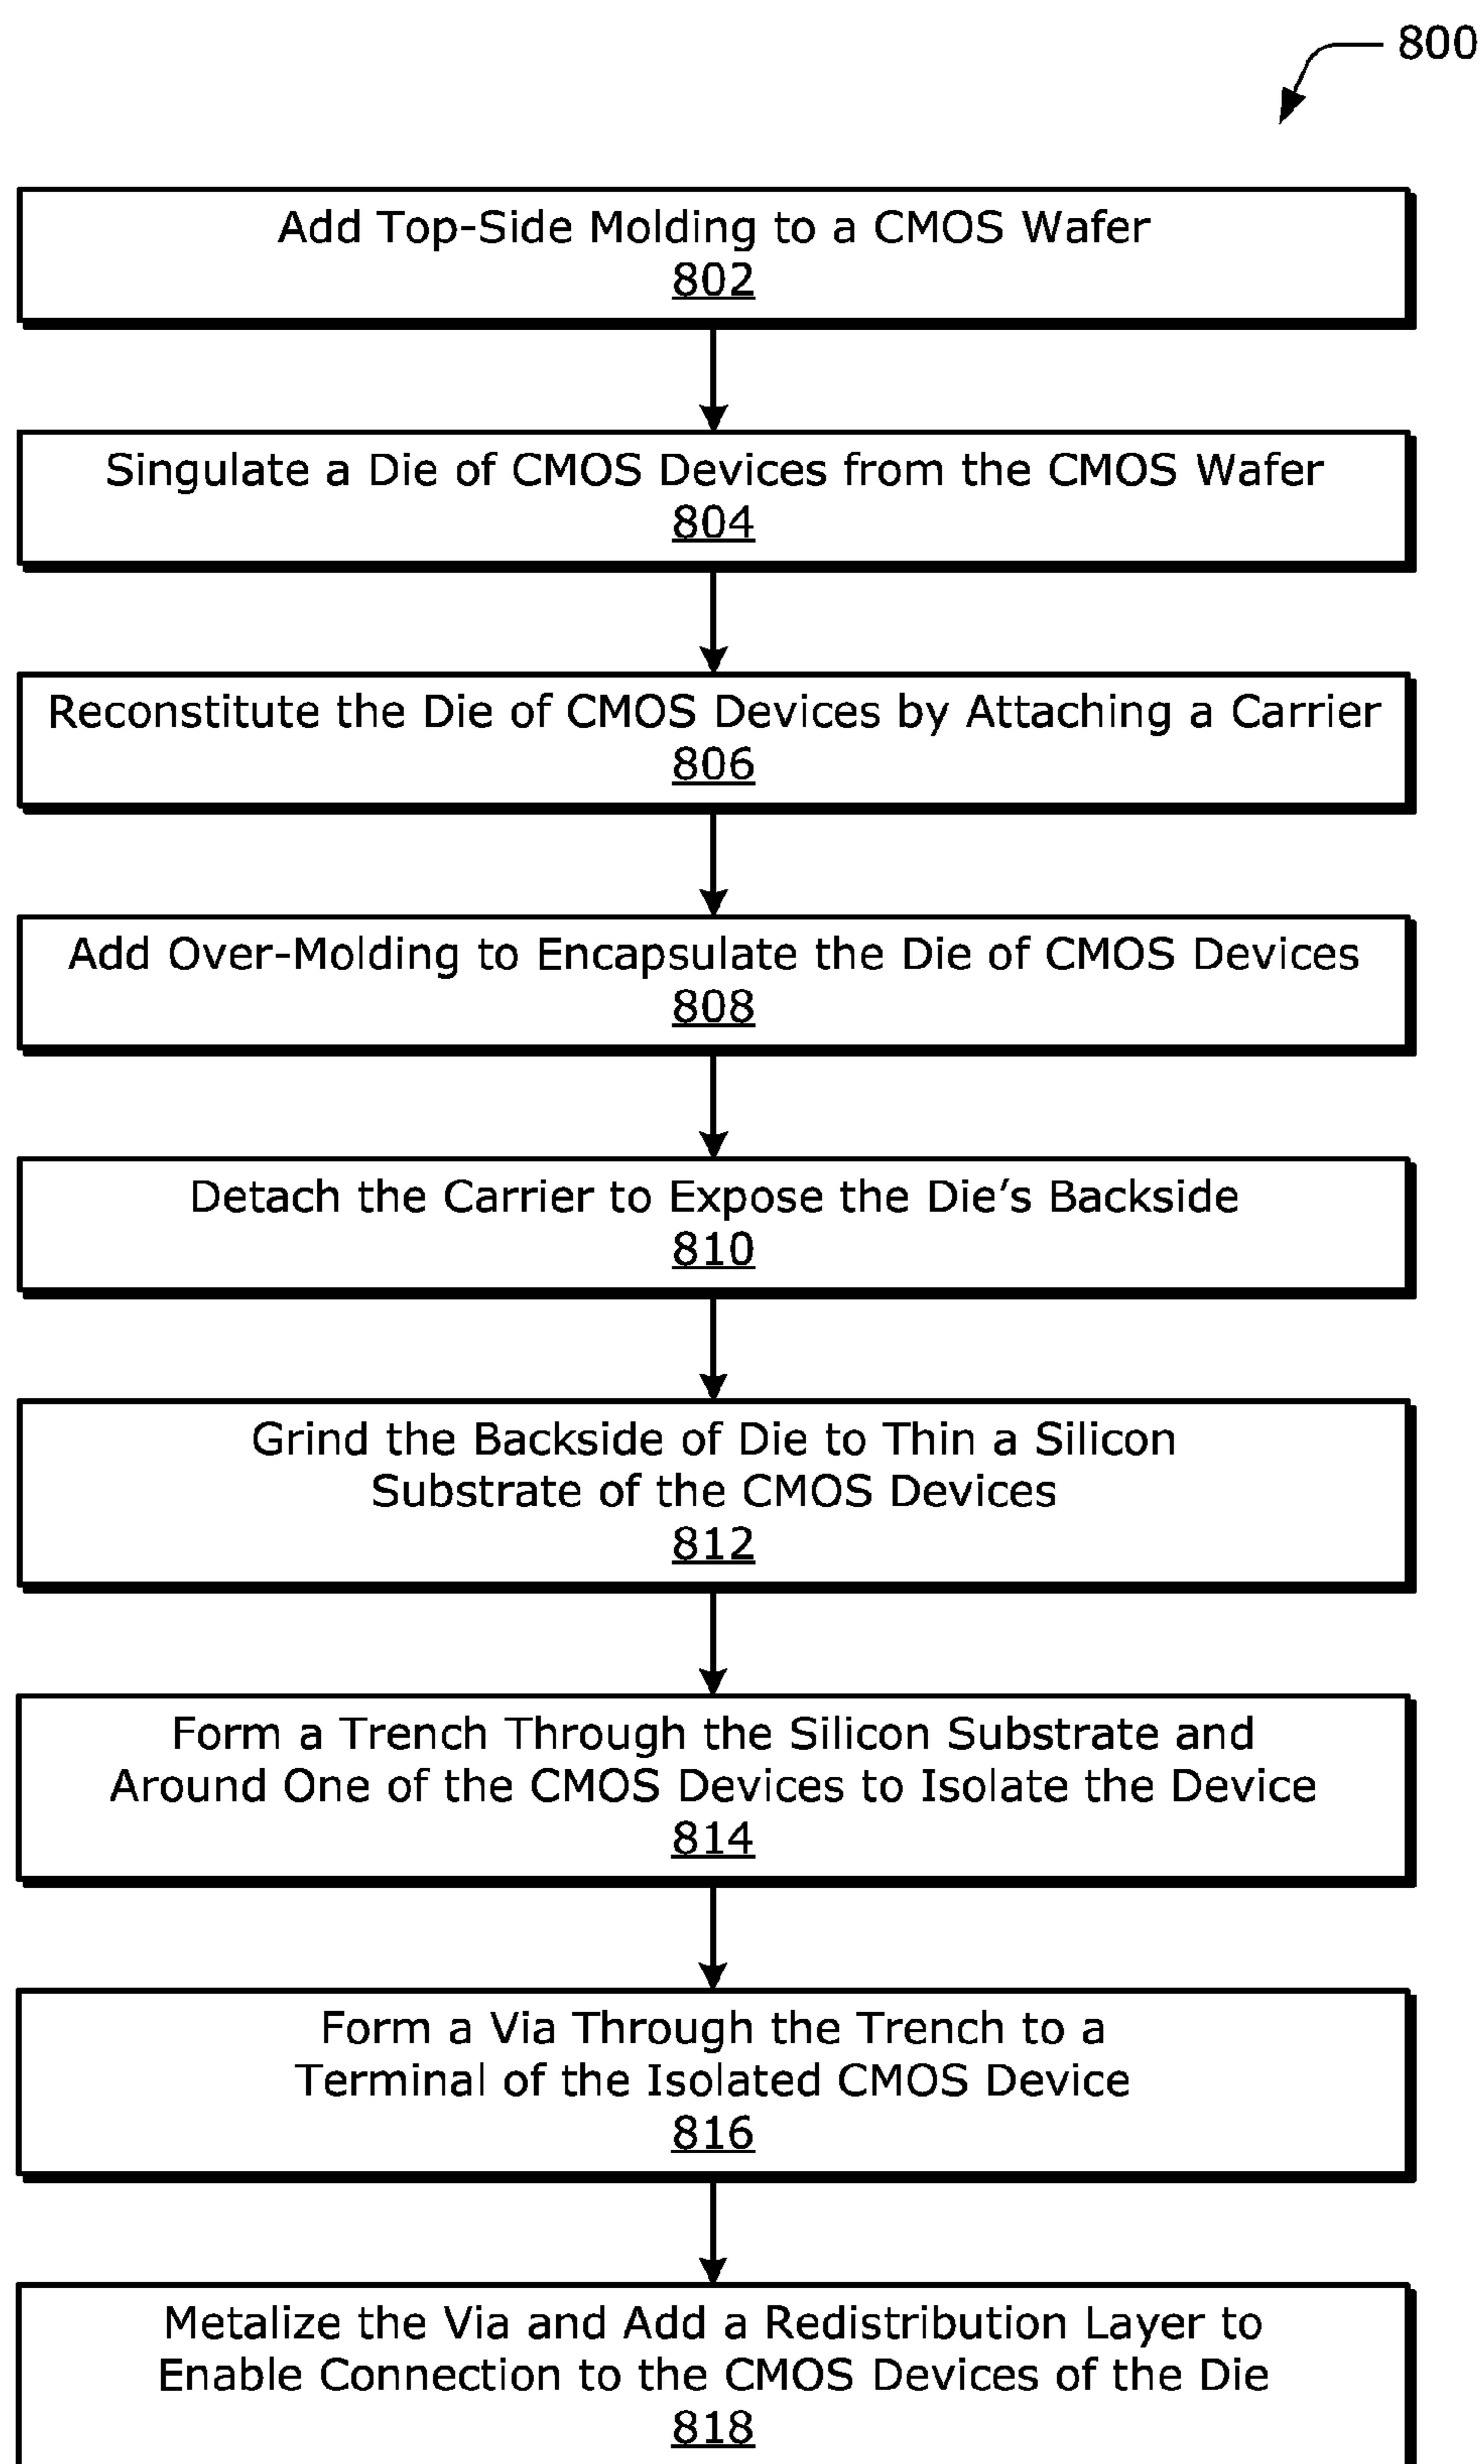 800
Add Top-Side Molding to a CMOS Wafer
802
Singulate a Die of CMOS Devices from the CMOS Wafer
804
Reconstitute the Die of CMOS Devices by Attaching a Carrier
806
Add Over-Molding to Encapsulate the Die of CMOS Devices
808
Detach the Carrier to Expose the Die’s Backside
810
Grind the Backside of Die to Thin a Silicon
Substrate of the CMOS Devices
812
Form a Trench Through the Silicon Substrate and
Around One of the CMOS Devices to Isolate the Device
814
Form a Via Through the Trench to a
Terminal of the Isolated CMOS Device
816
Metalize the Via and Add a Redistribution Layer to
Enable Connection to the CMOS Devices of the Die
818